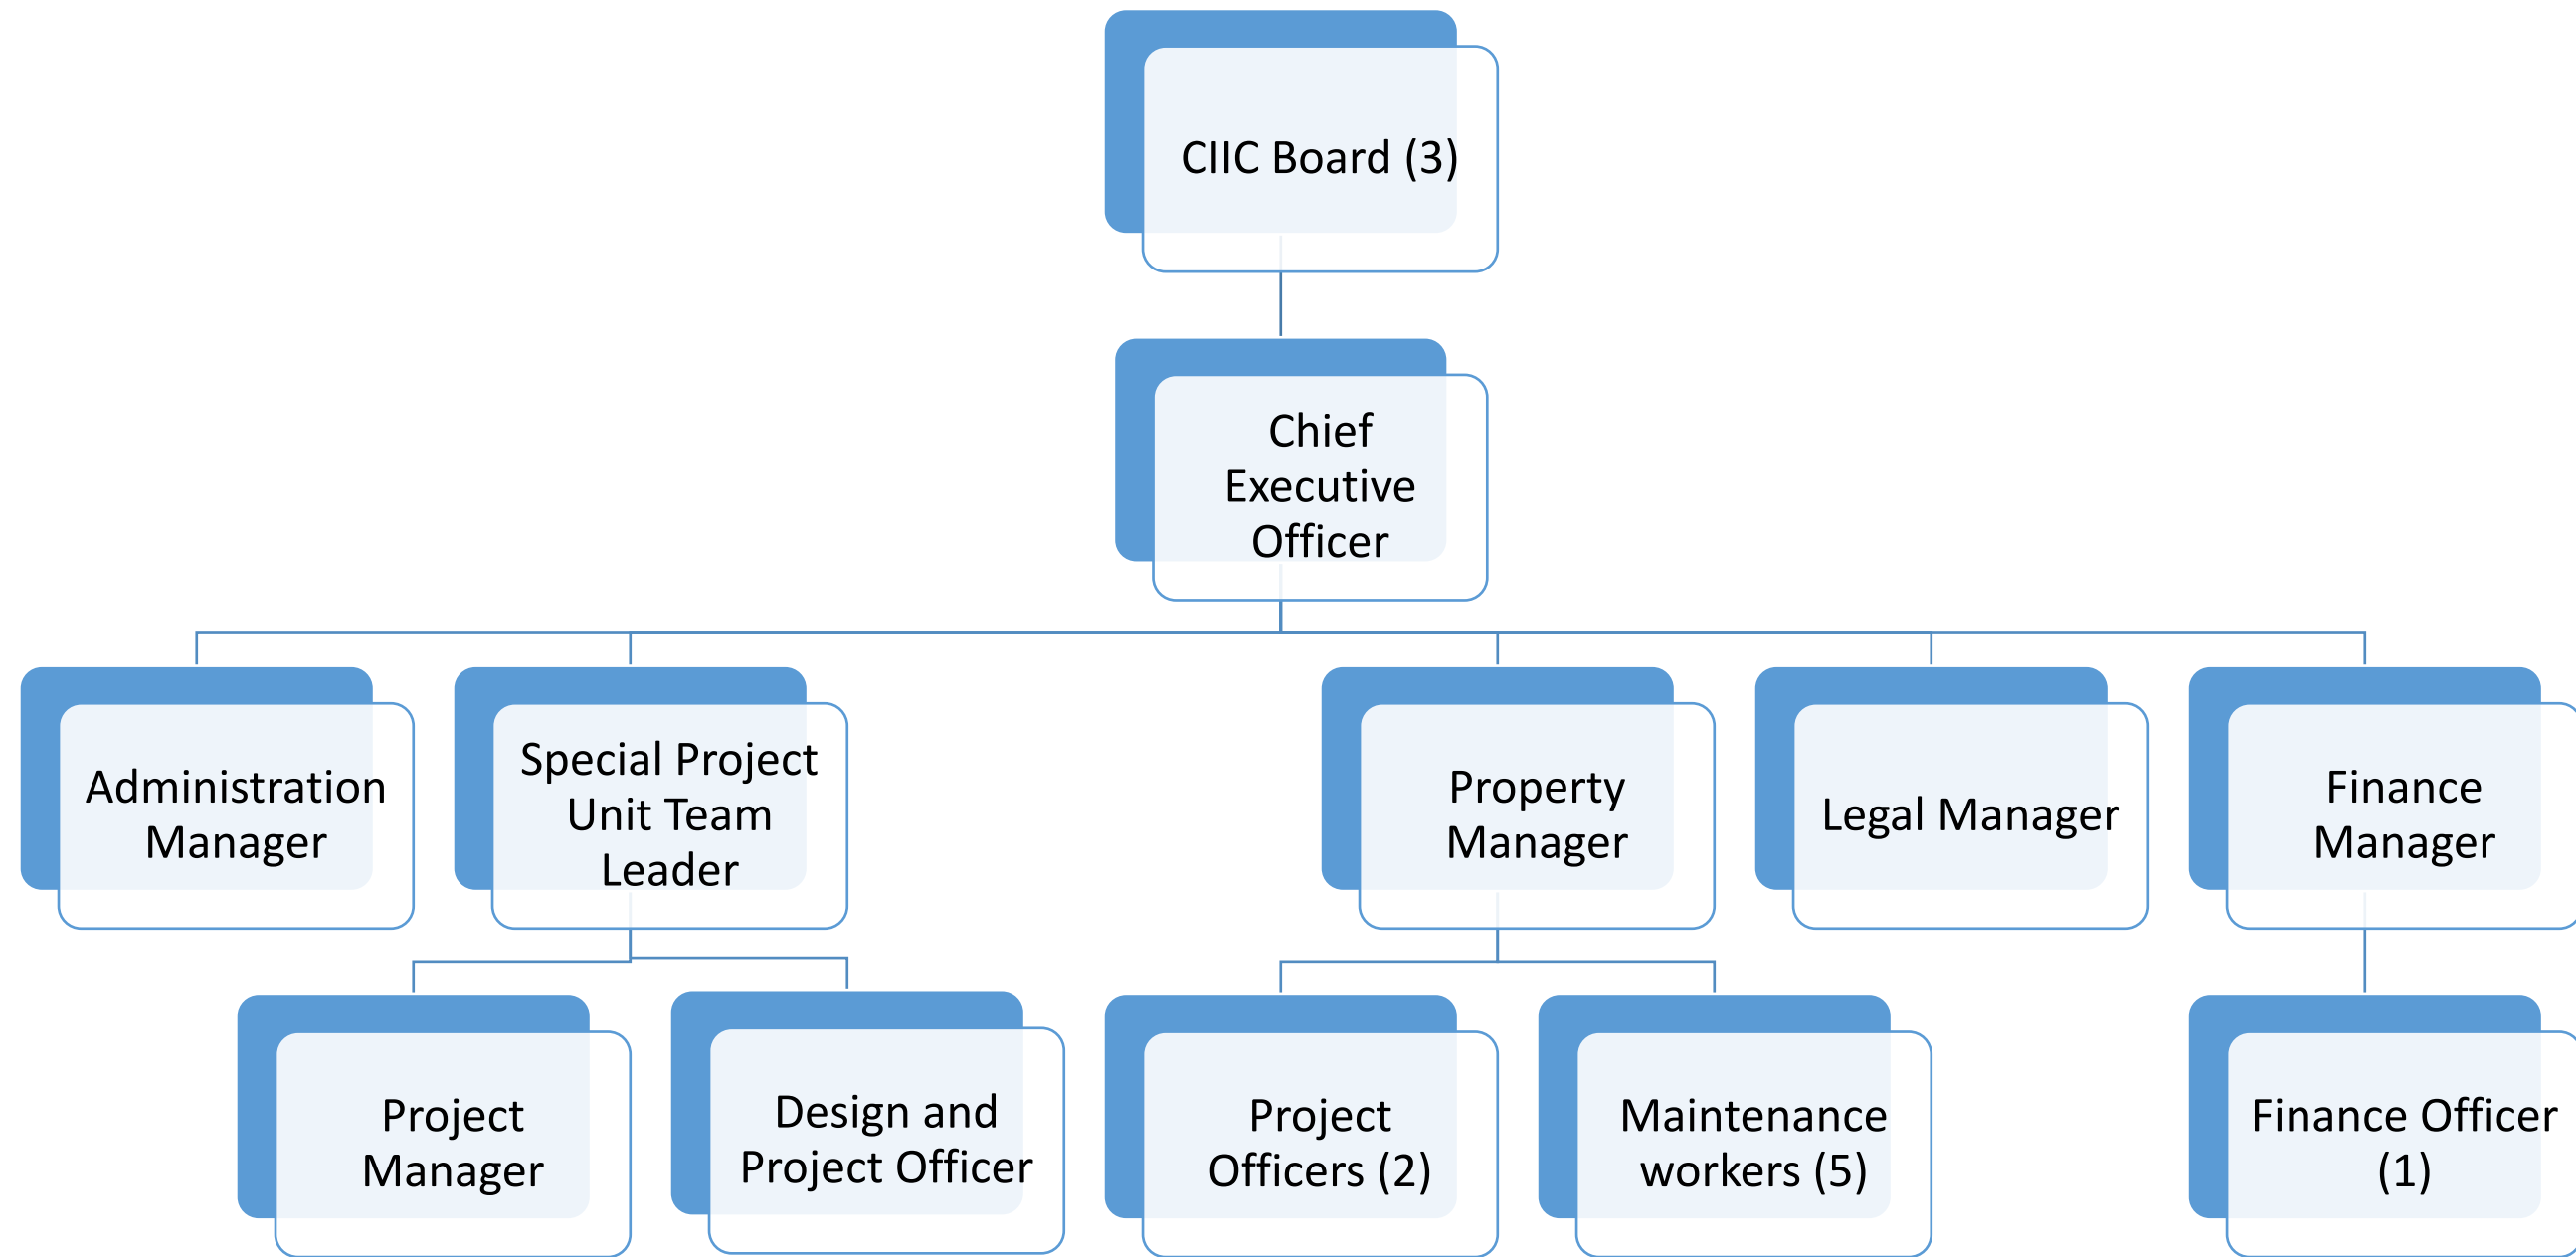 CIIC Board (3)
Chief
Executive
Officer
Administration
Manager
Special Project
Unit Team
Leader
Property
Manager
Legal Manager
Finance
Manager
Project
Manager
Design and
Project Officer
Project
Officers (2)
Maintenance
workers (5)
Finance Officer
(1)